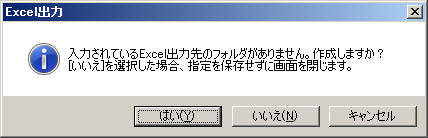 Excel出力
入力されているExcel出力先のフォルダがありません。作成しますか？
[いいえ]を選択した場合、指定を保存せずに画面を閉じます。
はい(Y)
いいえ(N)
キャンセル